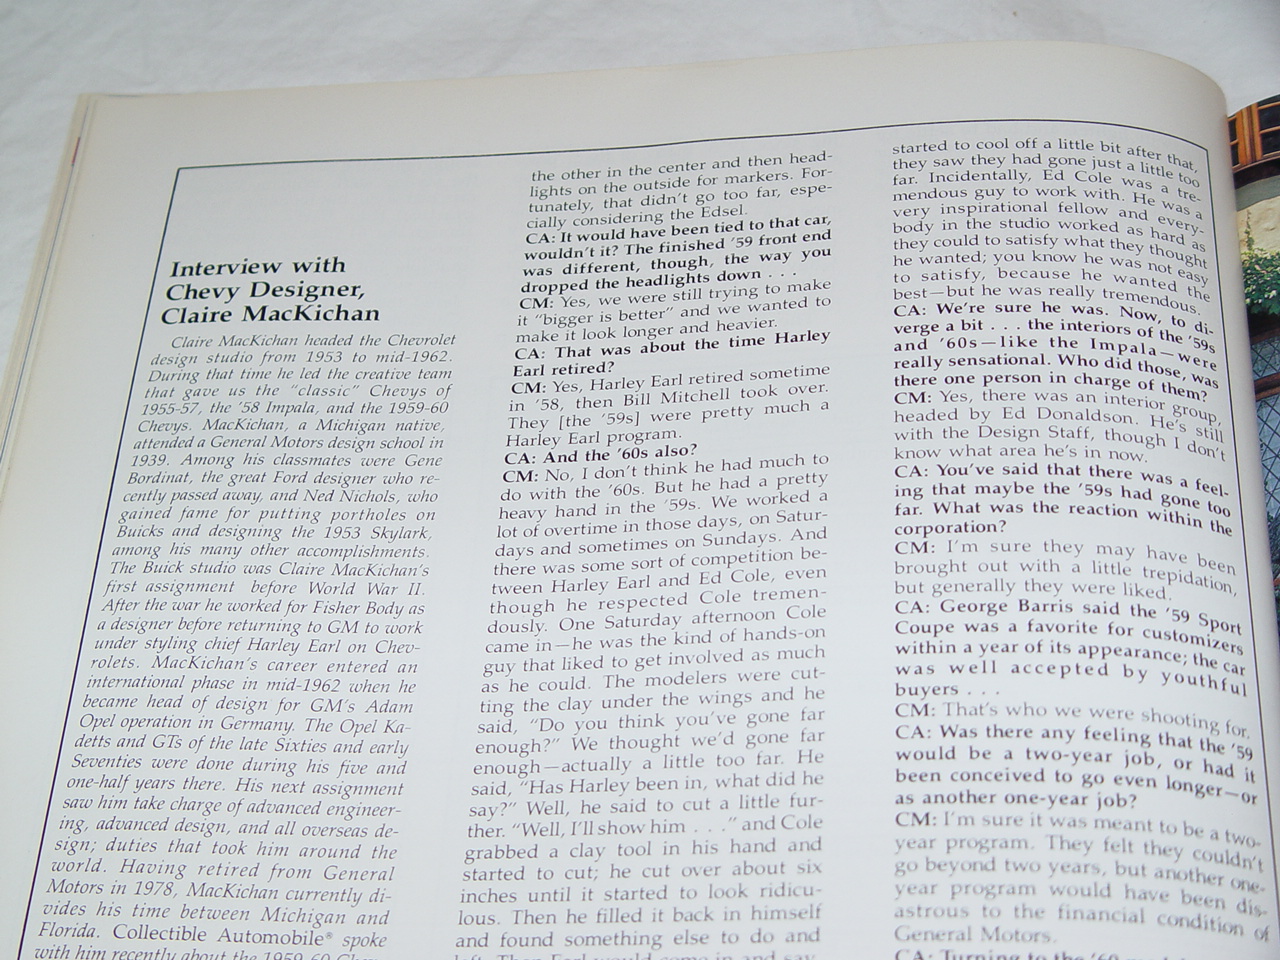 Interview with
Chevy Designer,
Claire MacKichan
Claire MacKichan headed the Chevrolet
design studio from 1953 to mid-1962.
During that time he led the creative team
that gave us the "classic" Chevys of
1955-57, the '58 Impala, and the 1959-60
Chevys. MacKichan, a Michigan native,
attended a General Motors design school in
1939. Among his classmates were Gene
Bordinat, the great Ford designer who re-
cently passed away, and Ned Nichols, who
gained fame for putting portholes on
Buicks and designing the 1953 Skylark,
among his many other accomplishments.
The Buick studio was Claire MacKichan's
first assignment before World War II.
After the war he worked for Fisher Body as
a designer before returning to GM to work
under styling chief Harley Earl on Chev-
rolets. MacKichan's career entered an
international phase in mid-1962 when he
became head of design for GM's Adam
Opel operation in Germany. The Opel Ka-
detts and GTs of the late Sixties and early
Seventies were done during his five and
one-half years there. His next assignment
saw him take charge of advanced engineer-
ing, advanced design, and all overseas de-
sign; duties that took him around the
world. Having retired from General
Motors in 1978, MacKichan currently di-
vides his time between Michigan and
Florida. Collectible Automobile® spoke
with him recently about the 1959-60
the other in the center and then head-
lights on the outside for markers. For-
tunately, that didn't go too far, espe-
cially considering the Edsel.
CA: It would have been tied to that car,
wouldn't it? The finished '59 front end
was different, though, the way you
dropped the headlights down . . .
CM: Yes, we were still trying to make
it "bigger is better" and we wanted to
make it look longer and heavier.
CA: That was about the time Harley
Earl retired?
CM: Yes, Harley Earl retired sometime
in '58, then Bill Mitchell took over.
They [the '59s] were pretty much a
Harley Earl program.
CA: And the '60s also?
CM: No, I don't think he had much to
do with the '60s. But he had a pretty
heavy hand in the '59s. We worked a
lot of overtime in those days, on Satur-
days and sometimes on Sundays. And
there was some sort of competition be-
tween Harley Earl and Ed Cole, even
though he respected Cole tremen-
dously. One Saturday afternoon Cole
came in—he was the kind of hands-on
guy that liked to get involved as much
as he could. The modelers were cut-
ting the clay under the wings and he
said, "Do you think you've gone far
enough?" We thought we'd gone far
enough—actually a little too far. He
said, "Has Harley been in, what did he
say?" Well, he said to cut a little fur-
ther. "Well, I'll show him . . ." and Cole
grabbed a clay tool in his hand and
started to cut; he cut over about six
inches until it started to look ridicu-
lous. Then he filled it back in himself
and found something else to do and
started to cool off a little bit after that,
they saw they had gone just a little too
far. Incidentally, Ed Cole was a tre-
mendous guy to work with. He was a
very inspirational fellow and every-
body in the studio worked as hard as
they could to satisfy what they thought
he wanted; you know he was not easy
to satisfy, because he wanted the
best—but he was really tremendous.
CA: We're sure he was. Now, to di-
verge a bit . . . the interiors of the '59s
and '60s—like the Impala—were
really sensational. Who did those, was
there one person in charge of them?
CM: Yes, there was an interior group,
headed by Ed Donaldson. He's still
with the Design Staff, though I don't
know what area he's in now.
CA: You've said that there was a feel-
ing that maybe the '59s had gone too
far. What was the reaction within the
corporation?
CM: I'm sure they may have been
brought out with a little trepidation,
but generally they were liked.
CA: George Barris said the '59 Sport
Coupe was a favorite for customizers
within a year of its appearance; the car
was well accepted by youthful
buyers . . .
CM: That's who we were shooting for.
CA: Was there any feeling that the '59
would be a two-year job, or had it
been conceived to go even longer—or
as another one-year job?
CM: I'm sure it was meant to be a two-
year program. They felt they couldn't
go beyond two years, but another one-
year program would have been dis-
astrous to the financial condition of
General Motors.
CA: Turning to the '60